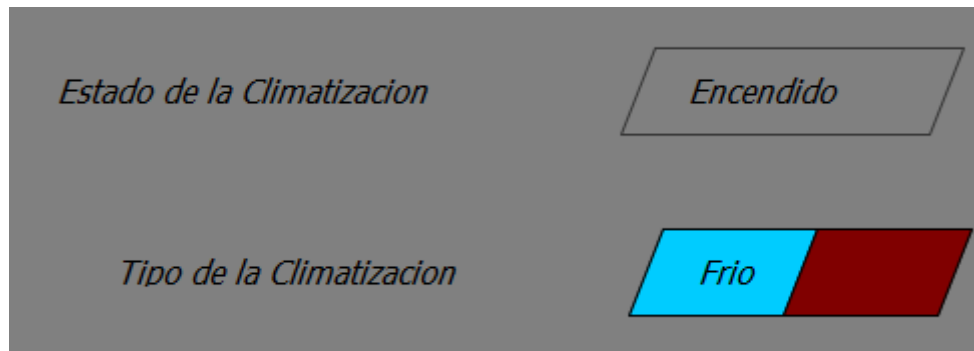 Estado de la Climatizacion
Encendido
Tipo de la Climatizacion
Frio